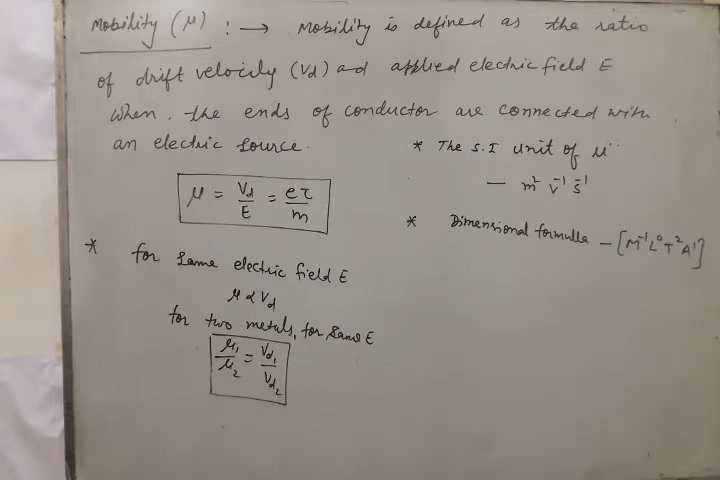 Mobility (μ) : → Mobility is defined as the ratio
of drift velocity (Vd) ad applied electric field E
when, the ends of conductor are connected with
an electric source.
μ = Vd/E = eτ/m
* The S.I unit of μ
— m² V⁻¹ S⁻¹
* Dimensional formulla – [M⁻¹L⁰T²A¹]
* for same electric field E
μ ∝ Vd
for two metals, for same E
μ₁/μ₂ = Vd₁/Vd₂